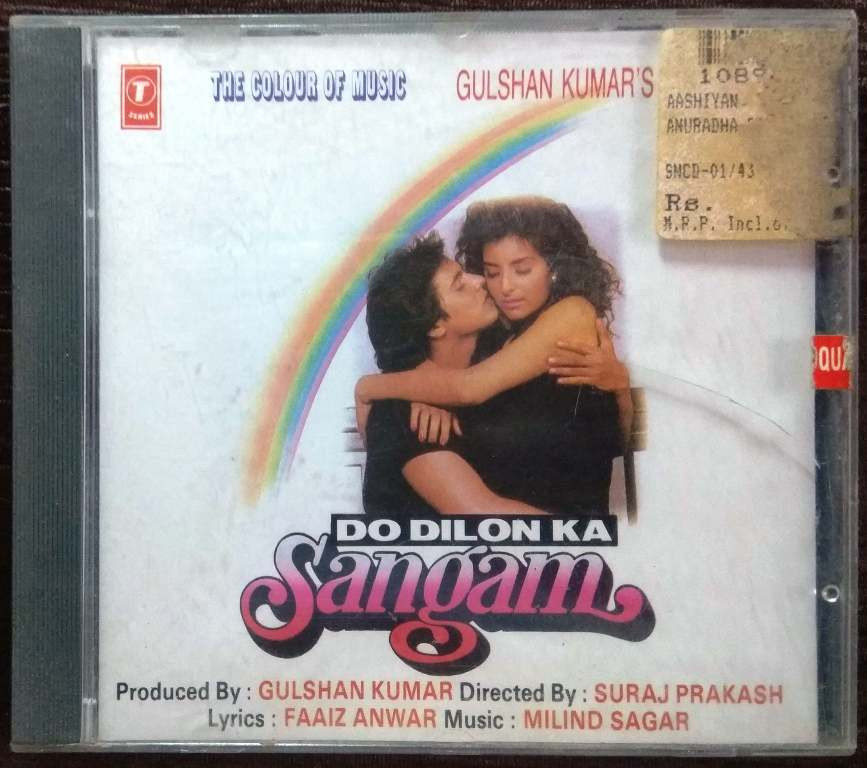 T
SERIES
THE COLOUR OF MUSIC
GULSHAN KUMAR'S
AASHIYAN
ANURADHA
SNCD-01/43
Rs.
M.R.P. Incl.
DO DILON KA
Sangam
Produced By : GULSHAN KUMAR Directed By : SURAJ PRAKASH
Lyrics : FAAIZ ANWAR Music : MILIND SAGAR